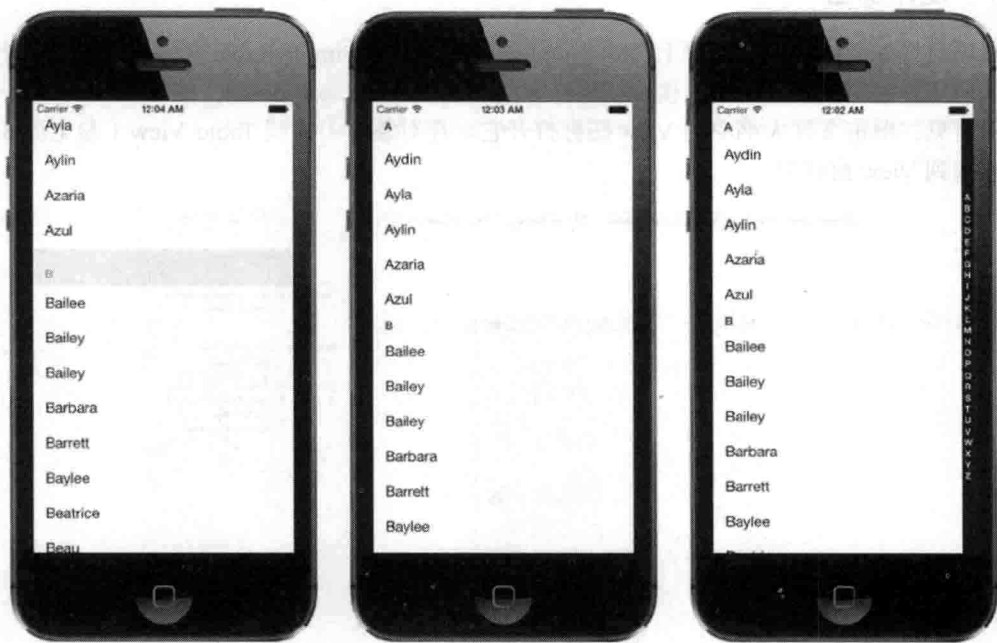 Carrier 12:04 AM
Ayla
Aylin
Azaria
Azul
B
Bailee
Bailey
Bailey
Barbara
Barrett
Baylee
Beatrice
Beau
Carrier 12:03 AM
A
Aydin
Ayla
Aylin
Azaria
Azul
B
Bailee
Bailey
Bailey
Barbara
Barrett
Baylee
Carrier 12:02 AM
A
Aydin
Ayla
Aylin
Azaria
Azul
B
Bailee
Bailey
Bailey
Barbara
Barrett
Baylee
A
B
C
D
E
F
G
H
I
J
K
L
M
N
O
P
Q
R
S
T
U
V
W
X
Y
Z